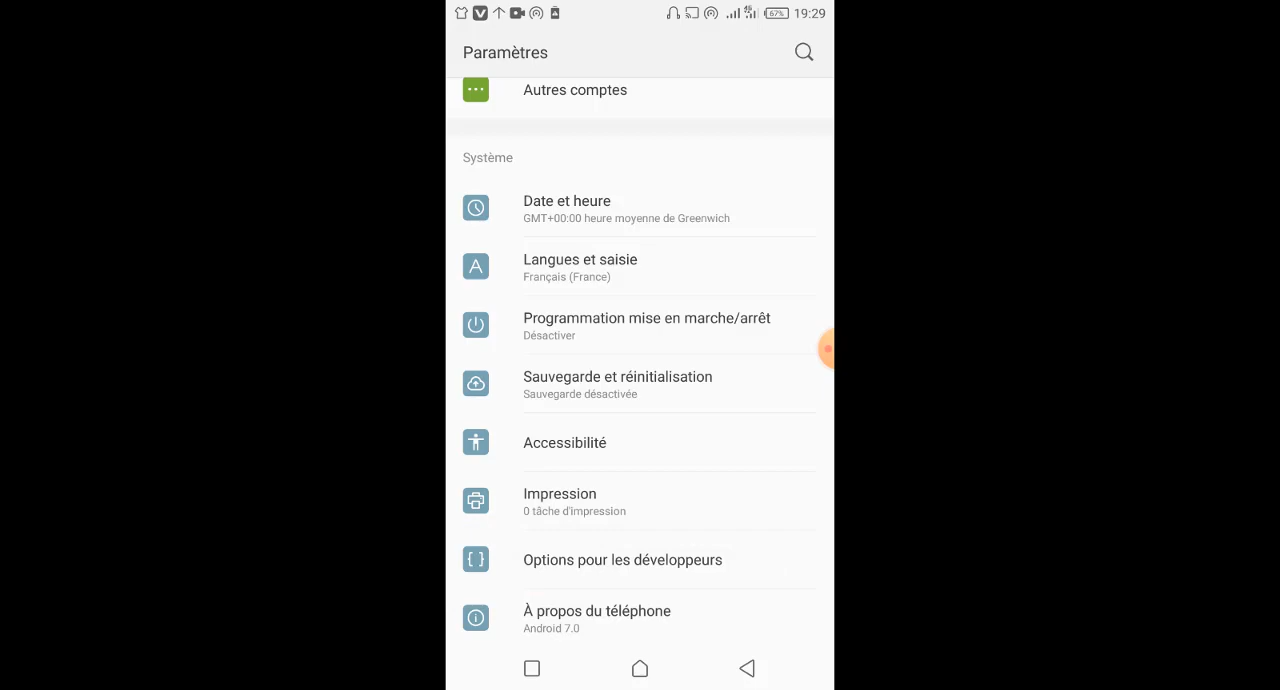 67% 19:29
Paramètres
Autres comptes
Système
Date et heure
GMT+00:00 heure moyenne de Greenwich
Langues et saisie
Français (France)
Programmation mise en marche/arrêt
Désactiver
Sauvegarde et réinitialisation
Sauvegarde désactivée
Accessibilité
Impression
0 tâche d'impression
Options pour les développeurs
À propos du téléphone
Android 7.0